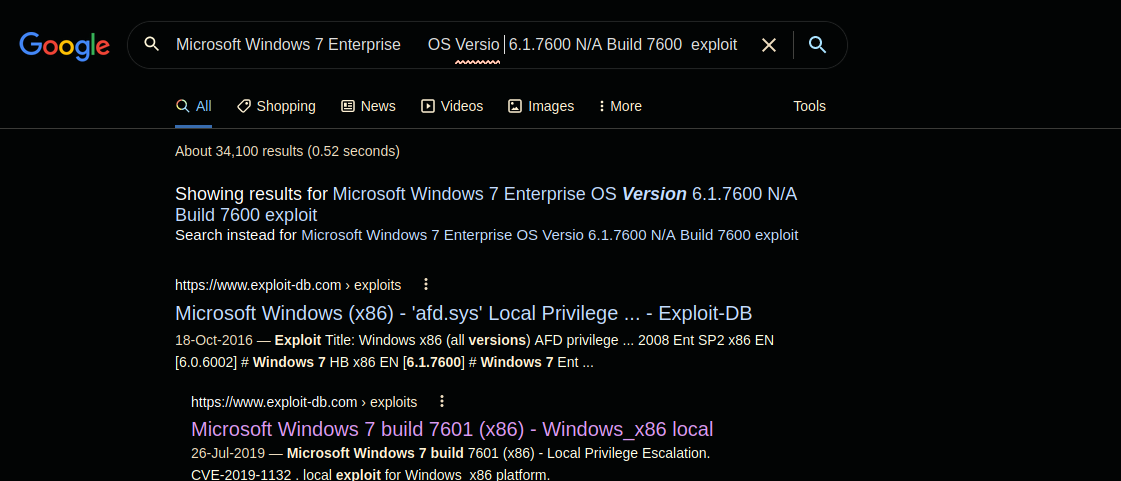 Google
Microsoft Windows 7 Enterprise OS Versio 6.1.7600 N/A Build 7600 exploit
All Shopping News Videos Images More Tools
About 34,100 results (0.52 seconds)
Showing results for Microsoft Windows 7 Enterprise OS Version 6.1.7600 N/A
Build 7600 exploit
Search instead for Microsoft Windows 7 Enterprise OS Versio 6.1.7600 N/A Build 7600 exploit
https://www.exploit-db.com › exploits
Microsoft Windows (x86) - 'afd.sys' Local Privilege ... - Exploit-DB
18-Oct-2016 — Exploit Title: Windows x86 (all versions) AFD privilege ... 2008 Ent SP2 x86 EN
[6.0.6002] # Windows 7 HB x86 EN [6.1.7600] # Windows 7 Ent ...
https://www.exploit-db.com › exploits
Microsoft Windows 7 build 7601 (x86) - Windows_x86 local
26-Jul-2019 — Microsoft Windows 7 build 7601 (x86) - Local Privilege Escalation.
CVE-2019-1132 . local exploit for Windows_x86 platform.